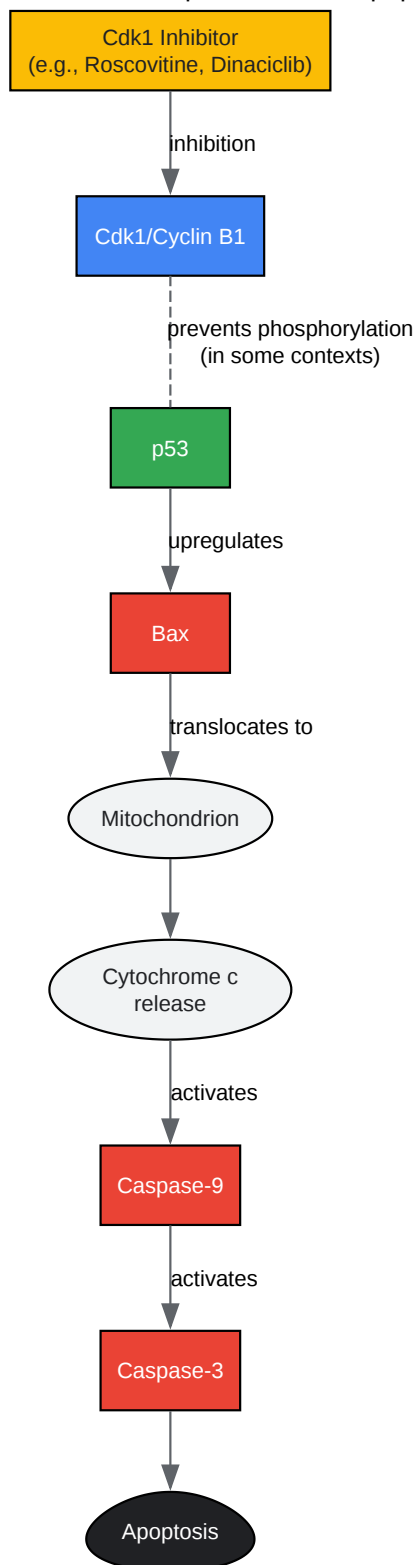 Cdk1 Inhibitor
(e.g., Roscovitine, Dinaciclib)
inhibition
Cdk1/Cyclin B1
prevents phosphorylation
(in some contexts)
p53
upregulates
Bax
translocates to
Mitochondrion
Cytochrome c
release
activates
Caspase-9
activates
Caspase-3
Apoptosis